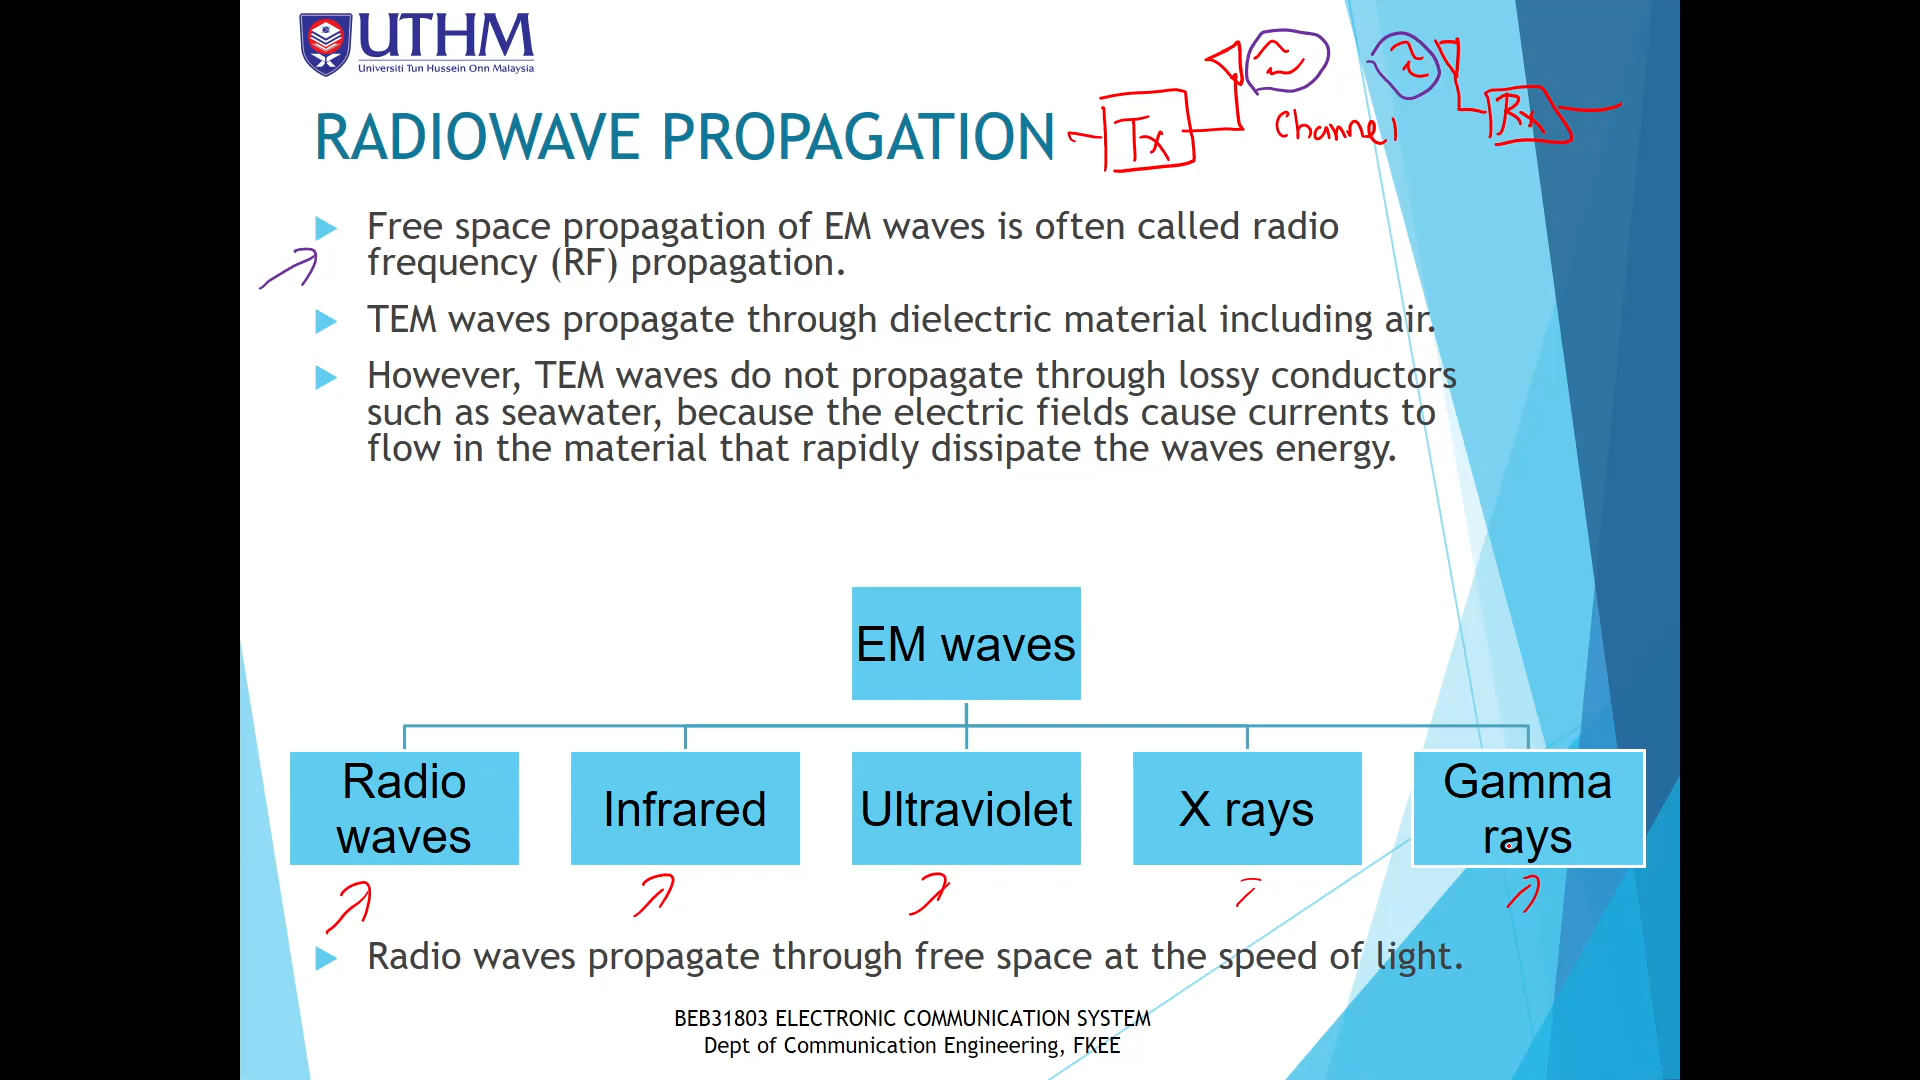 UTHM
Universiti Tun Hussein Onn Malaysia
RADIOWAVE PROPAGATION
Tx
Channel
Rx
Free space propagation of EM waves is often called radio
frequency (RF) propagation.
TEM waves propagate through dielectric material including air.
However, TEM waves do not propagate through lossy conductors
such as seawater, because the electric fields cause currents to
flow in the material that rapidly dissipate the waves energy.
EM waves
Radio
waves
Infrared
Ultraviolet
X rays
Gamma
rays
Radio waves propagate through free space at the speed of light.
BEB31803 ELECTRONIC COMMUNICATION SYSTEM
Dept of Communication Engineering, FKEE